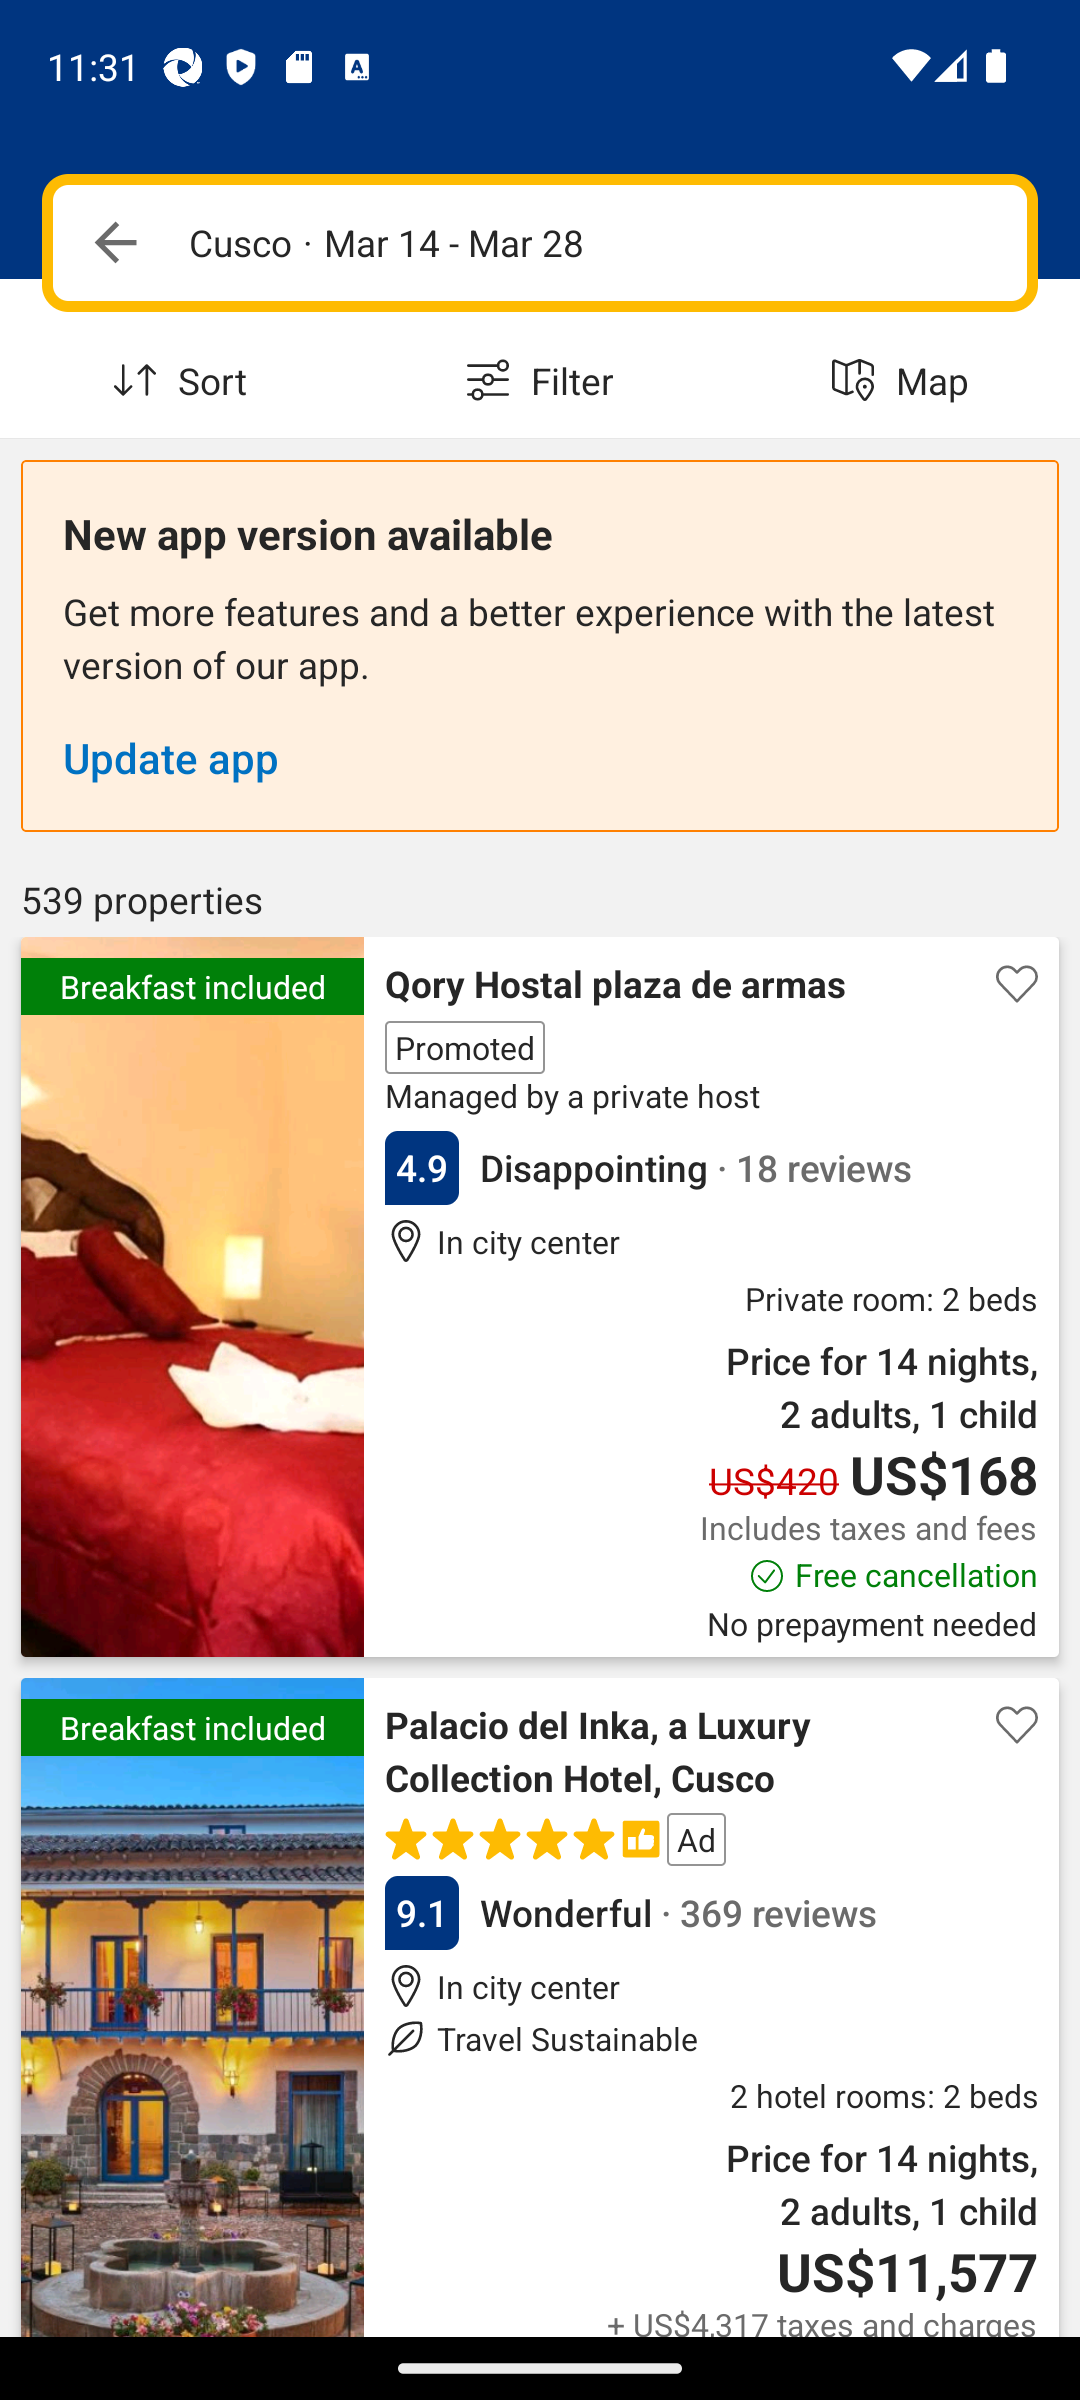 11:31
Cusco · Mar 14 - Mar 28
Sort
Filter
Map
New app version available
Get more features and a better experience with the latest
version of our app.
Update app
539 properties
Breakfast included
Qory Hostal plaza de armas
Promoted
Managed by a private host
4.9 Disappointing · 18 reviews
In city center
Private room: 2 beds
Price for 14 nights,
2 adults, 1 child
US$420 US$168
Includes taxes and fees
Free cancellation
No prepayment needed
Breakfast included
Palacio del Inka, a Luxury
Collection Hotel, Cusco
Ad
9.1 Wonderful · 369 reviews
In city center
Travel Sustainable
2 hotel rooms: 2 beds
Price for 14 nights,
2 adults, 1 child
US$11,577
+ US$4,317 taxes and charges